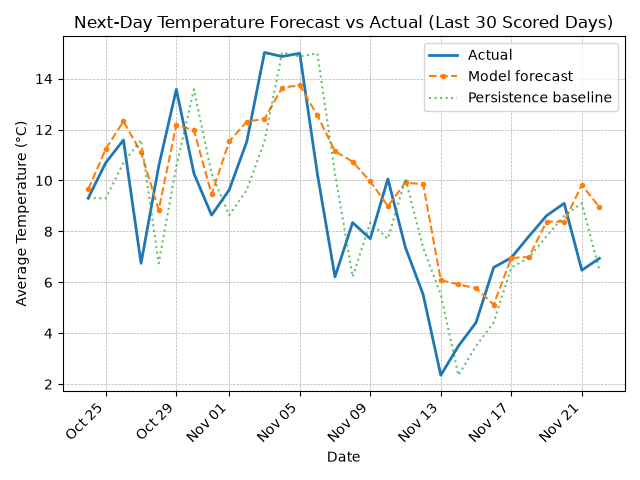 Next-Day Temperature Forecast vs Actual (Last 30 Scored Days)
Actual
Model forecast
Persistence baseline
Average Temperature (°C)
14
12
10
8
6
4
2
Oct 25
Oct 29
Nov 01
Nov 05
Nov 09
Nov 13
Nov 17
Nov 21
Date